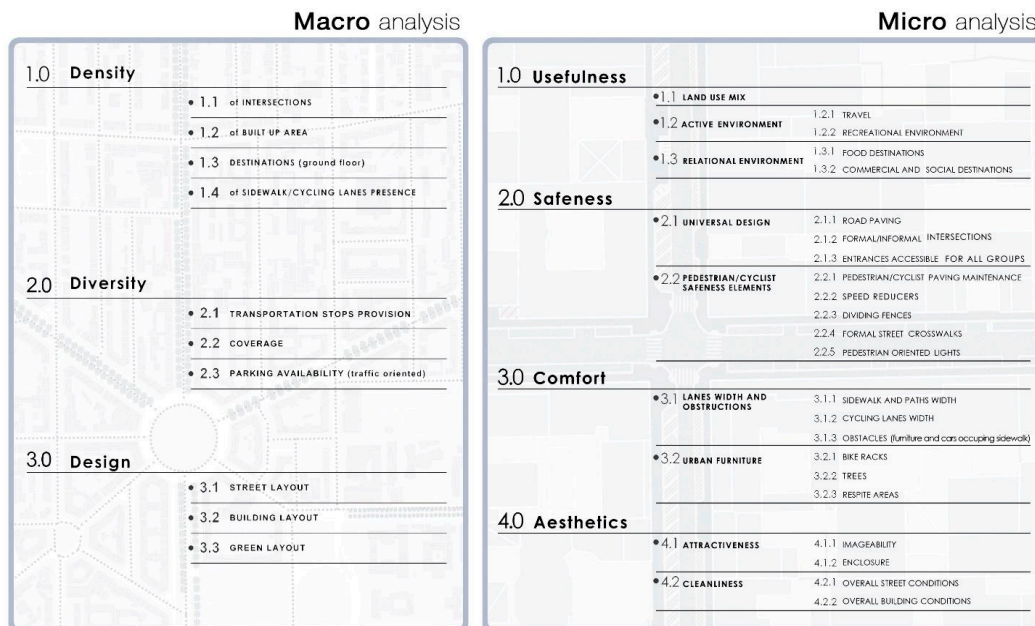 Macro analysis
1.0 Density
1.1 of INTERSECTIONS
1.2 of BUILT UP AREA
1.3 DESTINATIONS (ground floor)
1.4 of SIDEWALK/CYCLING LANES PRESENCE
2.0 Diversity
2.1 TRANSPORTATION STOPS PROVISION
2.2 COVERAGE
2.3 PARKING AVAILABILITY (traffic oriented)
3.0 Design
3.1 STREET LAYOUT
3.2 BUILDING LAYOUT
3.3 GREEN LAYOUT
Micro analysis
1.0 Usefulness
1.1 LAND USE MIX
1.2 ACTIVE ENVIRONMENT
1.2.1 TRAVEL
1.2.2 RECREATIONAL ENVIRONMENT
1.3 RELATIONAL ENVIRONMENT
1.3.1 FOOD DESTINATIONS
1.3.2 COMMERCIAL AND SOCIAL DESTINATIONS
2.0 Safeness
2.1 UNIVERSAL DESIGN
2.1.1 ROAD PAVING
2.1.2 FORMAL/INFORMAL INTERSECTIONS
2.1.3 ENTRANCES ACCESSIBLE FOR ALL GROUPS
2.2 PEDESTRIAN/CYCLIST
SAFENESS ELEMENTS
2.2.1 PEDESTRIAN/CYCLIST PAVING MAINTENANCE
2.2.2 SPEED REDUCERS
2.2.3 DIVIDING FENCES
2.2.4 FORMAL STREET CROSSWALKS
2.2.5 PEDESTRIAN ORIENTED LIGHTS
3.0 Comfort
3.1 LANES WIDTH AND
OBSTRUCTIONS
3.1.1 SIDEWALK AND PATHS WIDTH
3.1.2 CYCLING LANES WIDTH
3.1.3 OBSTACLES (furniture and cars occuping sidewalk)
3.2 URBAN FURNITURE
3.2.1 BIKE RACKS
3.2.2 TREES
3.2.3 RESPITE AREAS
4.0 Aesthetics
4.1 ATTRACTIVENESS
4.1.1 IMAGEABILITY
4.1.2 ENCLOSURE
4.2 CLEANLINESS
4.2.1 OVERALL STREET CONDITIONS
4.2.2 OVERALL BUILDING CONDITIONS